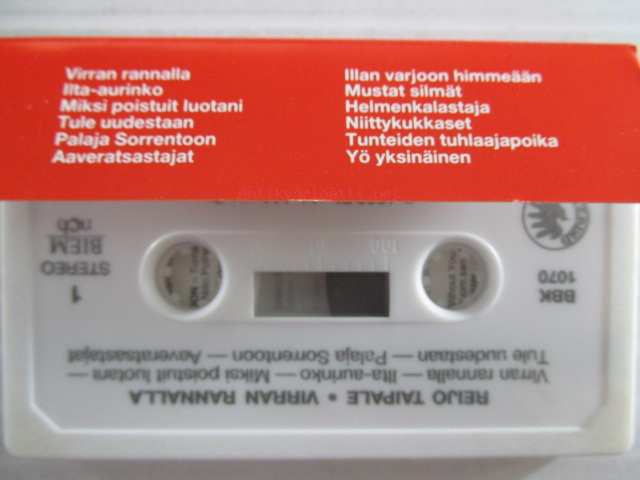 Virran rannalla
Ilta-aurinko
Miksi poistuit luotani
Tule uudestaan
Palaja Sorrentoon
Aaveratsastajat
Illan varjoon himmeään
Mustat silmät
Helmenkalastaja
Niittykukkaset
Tunteiden tuhlaajapoika
Yö yksinäinen
REIJO TAIPALE • VIRRAN RANNALLA
Virran rannalla — Ilta-aurinko — Miksi poistuit luotani —
Tule uudestaan — Palaja Sorrentoon — Aaveratsastajat
1
STEREO
BIEM
ncb
BBK
1070
100